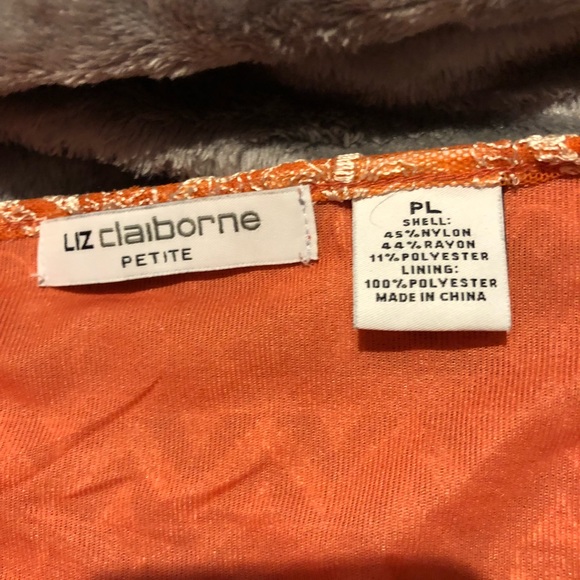 LIZ claiborne
PETITE
PL
SHELL:
45%NYLON
44%RAYON
11%POLYESTER
LINING:
100%POLYESTER
MADE IN CHINA